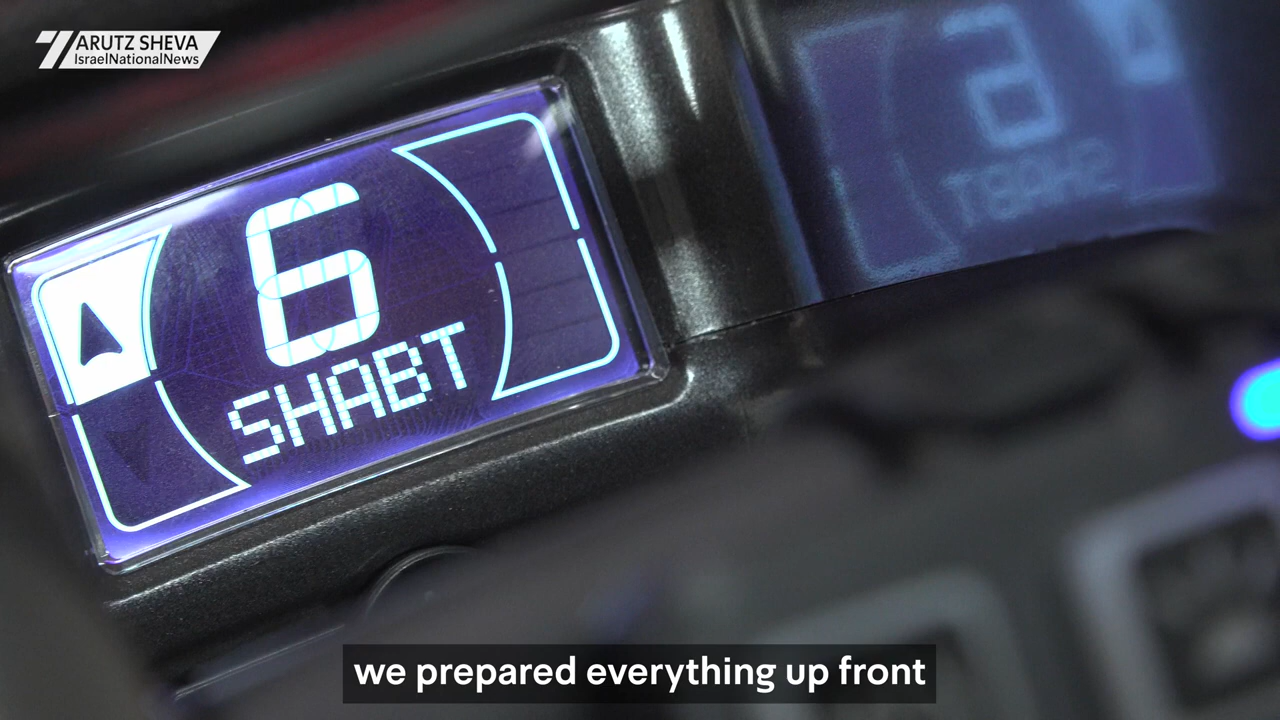 ARUTZ SHEVA
IsraelNationalNews
6
SHABT
we prepared everything up front